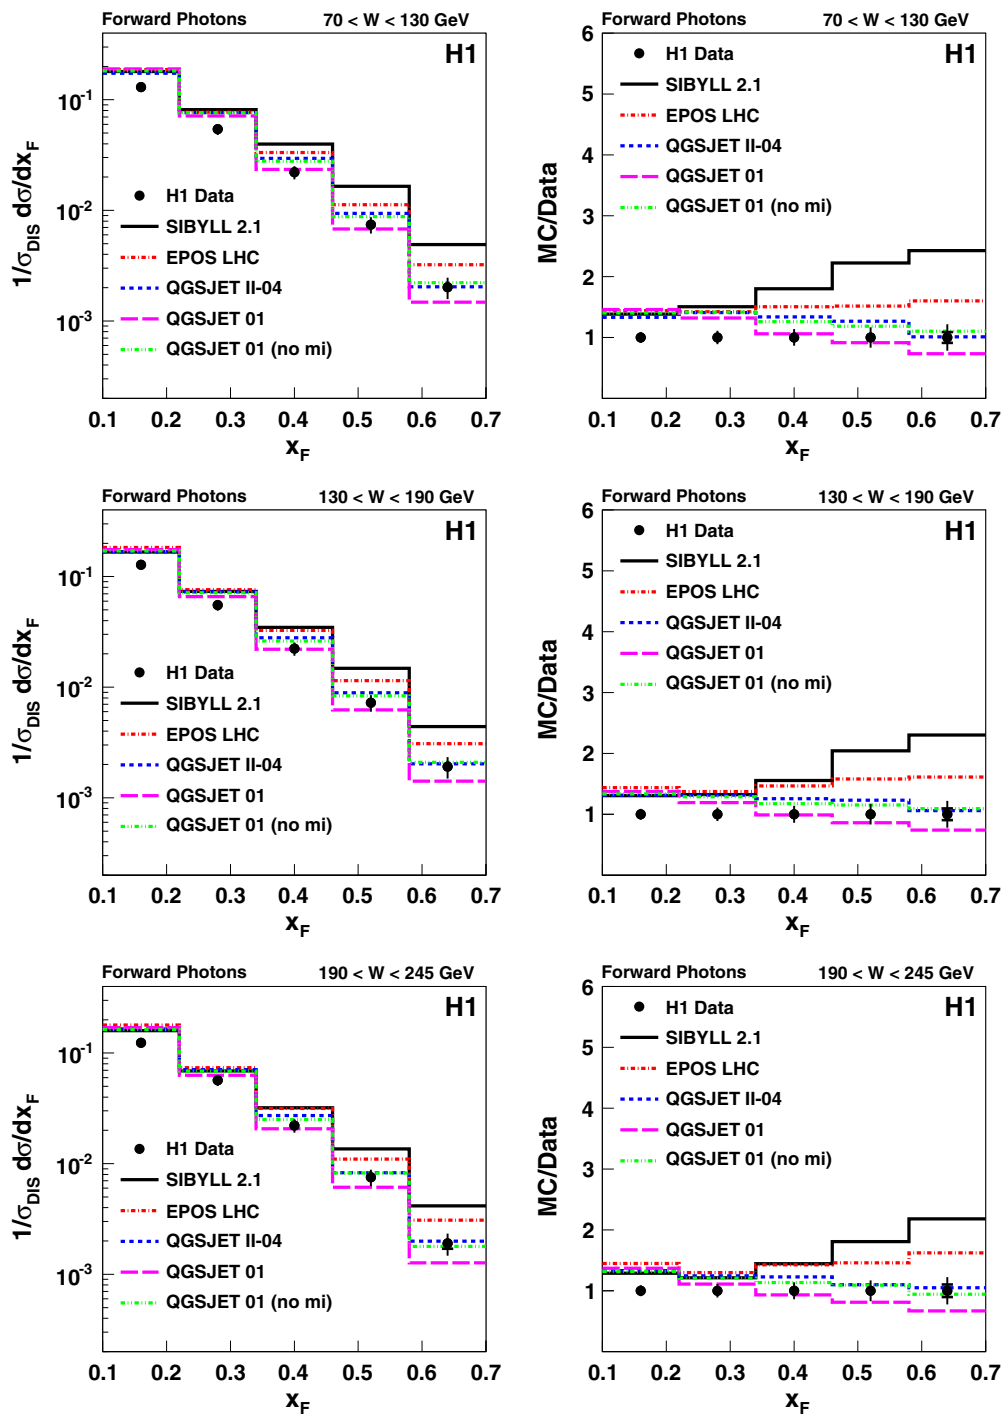 Forward Photons 70 < W < 130 GeV
H1
1/σ_DIS dσ/dx_F
10^-1
10^-2
10^-3
H1 Data
SIBYLL 2.1
EPOS LHC
QGSJET II-04
QGSJET 01
QGSJET 01 (no mi)
0.1 0.2 0.3 0.4 0.5 0.6 0.7
x_F
Forward Photons 70 < W < 130 GeV
H1
MC/Data
6
5
4
3
2
1
H1 Data
SIBYLL 2.1
EPOS LHC
QGSJET II-04
QGSJET 01
QGSJET 01 (no mi)
0.1 0.2 0.3 0.4 0.5 0.6 0.7
x_F
Forward Photons 130 < W < 190 GeV
H1
1/σ_DIS dσ/dx_F
10^-1
10^-2
10^-3
H1 Data
SIBYLL 2.1
EPOS LHC
QGSJET II-04
QGSJET 01
QGSJET 01 (no mi)
0.1 0.2 0.3 0.4 0.5 0.6 0.7
x_F
Forward Photons 130 < W < 190 GeV
H1
MC/Data
6
5
4
3
2
1
H1 Data
SIBYLL 2.1
EPOS LHC
QGSJET II-04
QGSJET 01
QGSJET 01 (no mi)
0.1 0.2 0.3 0.4 0.5 0.6 0.7
x_F
Forward Photons 190 < W < 245 GeV
H1
1/σ_DIS dσ/dx_F
10^-1
10^-2
10^-3
H1 Data
SIBYLL 2.1
EPOS LHC
QGSJET II-04
QGSJET 01
QGSJET 01 (no mi)
0.1 0.2 0.3 0.4 0.5 0.6 0.7
x_F
Forward Photons 190 < W < 245 GeV
H1
MC/Data
6
5
4
3
2
1
H1 Data
SIBYLL 2.1
EPOS LHC
QGSJET II-04
QGSJET 01
QGSJET 01 (no mi)
0.1 0.2 0.3 0.4 0.5 0.6 0.7
x_F